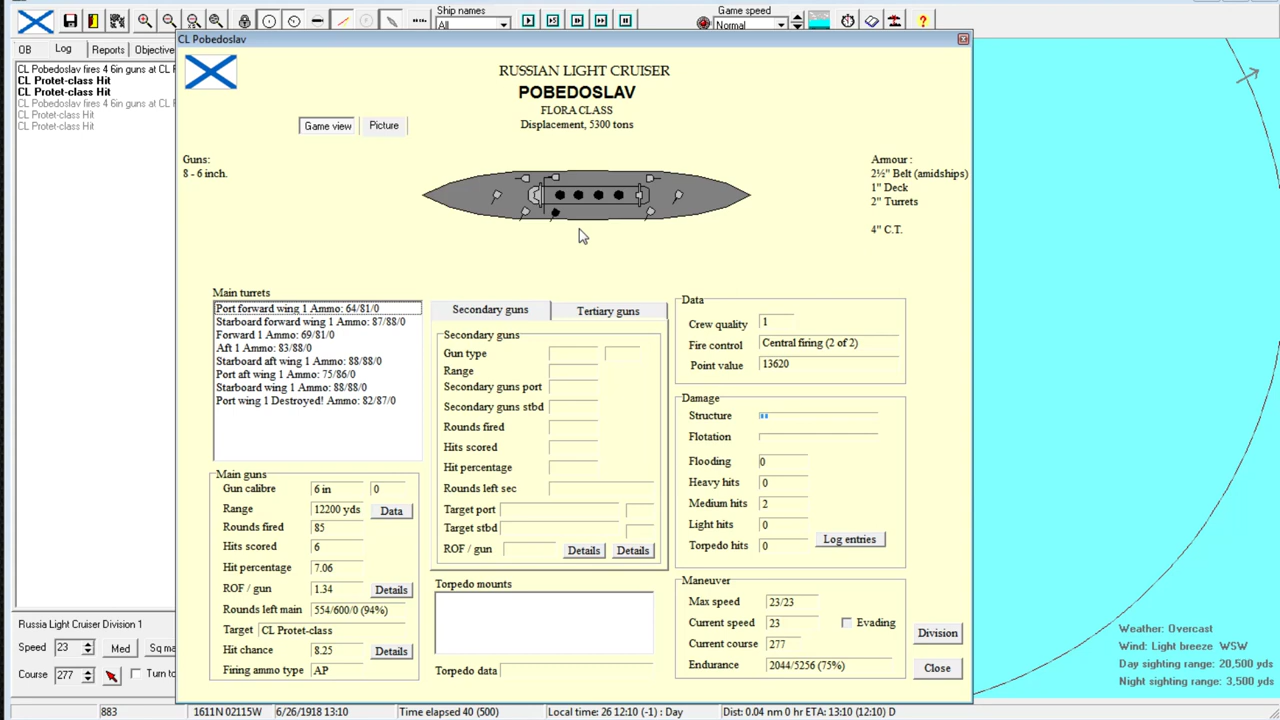 Ship names
All
Game speed
Normal
?
OB
Log
Reports
Objective
CL Pobedoslav fires 4 6in guns at CL P
CL Protet-class Hit
CL Protet-class Hit
CL Pobedoslav fires 4 6in guns at CL P
CL Protet-class Hit
CL Protet-class Hit
CL Pobedoslav
RUSSIAN LIGHT CRUISER
POBEDOSLAV
FLORA CLASS
Displacement, 5300 tons
Game view
Picture
Guns:
8 - 6 inch.
Armour :
2½" Belt (amidships)
1" Deck
2" Turrets
4" C.T.
Main turrets
Port forward wing 1 Ammo: 64/81/0
Starboard forward wing 1 Ammo: 87/88/0
Forward 1 Ammo: 69/81/0
Aft 1 Ammo: 83/88/0
Starboard aft wing 1 Ammo: 88/88/0
Port aft wing 1 Ammo: 75/86/0
Starboard wing 1 Ammo: 88/88/0
Port wing 1 Destroyed! Ammo: 82/87/0
Main guns
Gun calibre 6 in 0
Range 12200 yds Data
Rounds fired 85
Hits scored 6
Hit percentage 7.06
ROF / gun 1.34 Details
Rounds left main 554/600/0 (94%)
Target CL Protet-class
Hit chance 8.25 Details
Firing ammo type AP
Secondary guns
Tertiary guns
Secondary guns
Gun type
Range
Secondary guns port
Secondary guns stbd
Rounds fired
Hits scored
Hit percentage
Rounds left sec
Target port
Target stbd
ROF / gun Details Details
Torpedo mounts
Torpedo data
Data
Crew quality 1
Fire control Central firing (2 of 2)
Point value 13620
Damage
Structure
Flotation
Flooding 0
Heavy hits 0
Medium hits 2
Light hits 0
Torpedo hits 0
Log entries
Maneuver
Max speed 23/23
Current speed 23
Evading
Current course 277
Endurance 2044/5256 (75%)
Division
Close
Russia Light Cruiser Division 1
Speed 23 Med Sq ma
Course 277 Turn to
Weather: Overcast
Wind: Light breeze WSW
Day sighting range: 20,500 yds
Night sighting range: 3,500 yds
883
1611N 02115W
6/26/1918 13:10
Time elapsed 40 (500)
Local time: 26 12:10 (-1) : Day
Dist: 0.04 nm 0 hr ETA: 13:10 (12:10) D